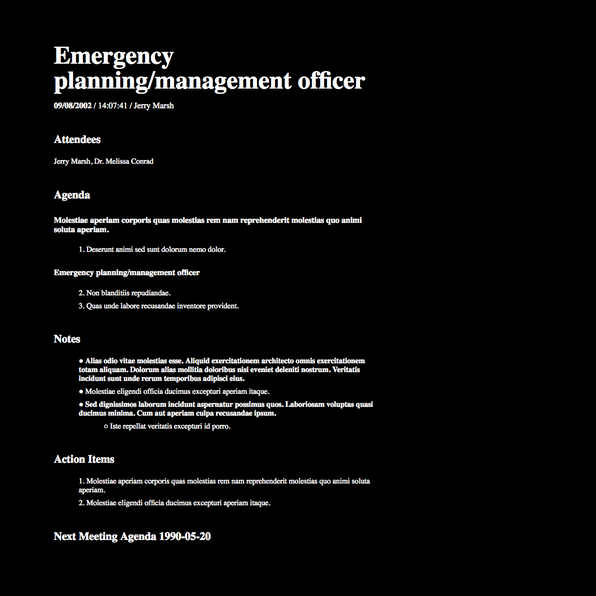 Emergency
planning/management officer
09/08/2002 / 14:07:41 / Jerry Marsh
Attendees
Jerry Marsh, Dr. Melissa Conrad
Agenda
Molestiae aperiam corporis quas molestias rem nam reprehenderit molestias quo animi
soluta aperiam.
1. Deserunt animi sed sunt dolorum nemo dolor.
Emergency planning/management officer
2. Non blanditiis repudiandae.
3. Quas unde labore recusandae inventore provident.
Notes
● Alias odio vitae molestias esse. Aliquid exercitationem architecto omnis exercitationem
totam aliquam. Dolorum alias mollitia doloribus nisi eveniet deleniti nostrum. Veritatis
incidunt sunt unde rerum temporibus adipisci eius.
● Molestiae eligendi officia ducimus excepturi aperiam itaque.
● Sed dignissimos laborum incidunt aspernatur possimus quos. Laboriosam voluptas quasi
ducimus minima. Cum aut aperiam culpa recusandae ipsum.
○ Iste repellat veritatis excepturi id porro.
Action Items
1. Molestiae aperiam corporis quas molestias rem nam reprehenderit molestias quo animi soluta
aperiam.
2. Molestiae eligendi officia ducimus excepturi aperiam itaque.
Next Meeting Agenda 1990-05-20